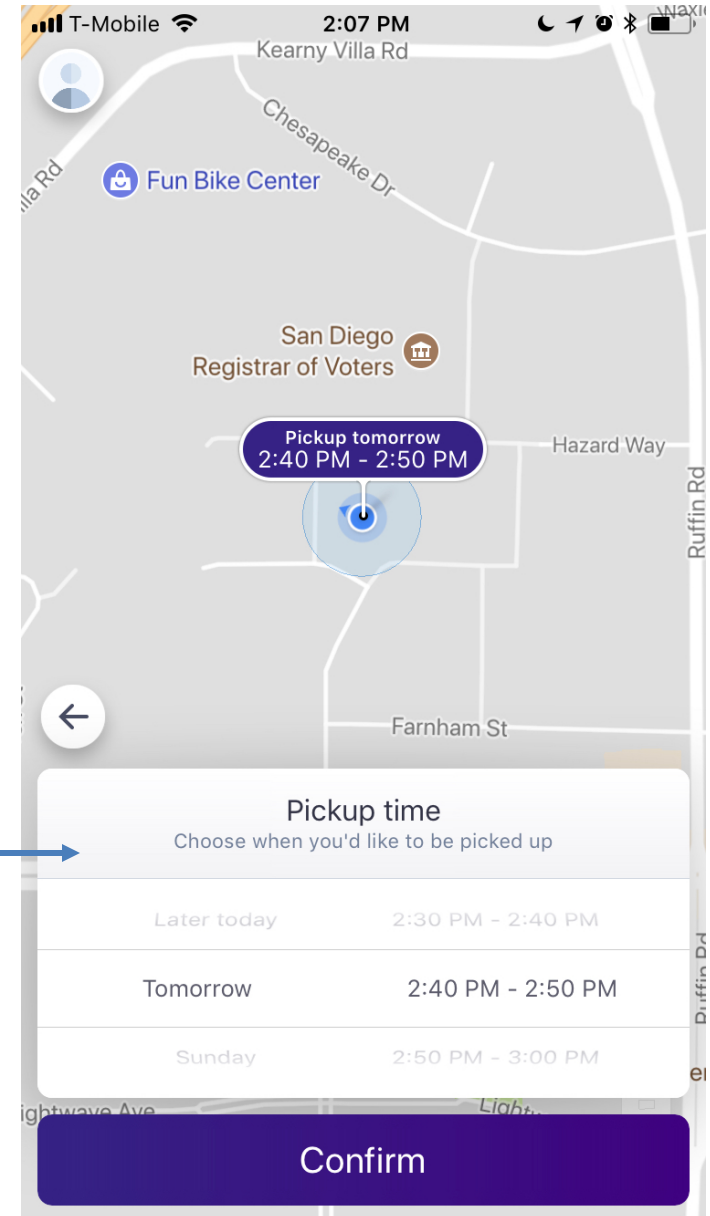 T-Mobile 2:07 PM
Kearny Villa Rd
Chesapeake Dr
Fun Bike Center
San Diego
Registrar of Voters
Pickup tomorrow
2:40 PM - 2:50 PM
Hazard Way
Ruffin Rd
Farnham St
Pickup time
Choose when you'd like to be picked up
Later today 2:30 PM - 2:40 PM
Tomorrow 2:40 PM - 2:50 PM
Ruffin Rd
Sunday 2:50 PM - 3:00 PM
Confirm